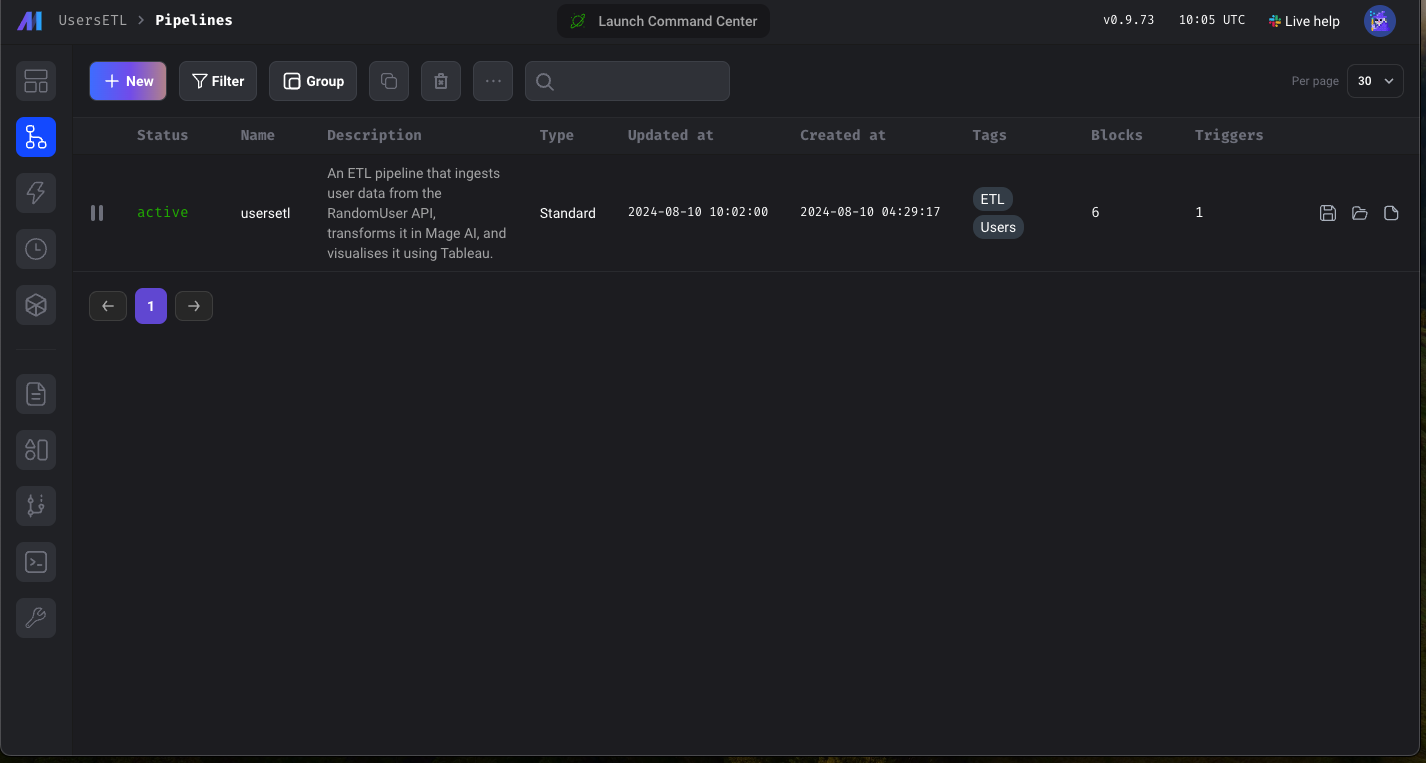 UsersETL > Pipelines
Launch Command Center
v0.9.73
10:05 UTC
Live help
+ New
Filter
Group
Per page
30
Status Name Description Type Updated at Created at Tags Blocks Triggers
active
usersetl
An ETL pipeline that ingests
user data from the
RandomUser API,
transforms it in Mage AI, and
visualises it using Tableau.
Standard
2024-08-10 10:02:00
2024-08-10 04:29:17
ETL
Users
6
1
1